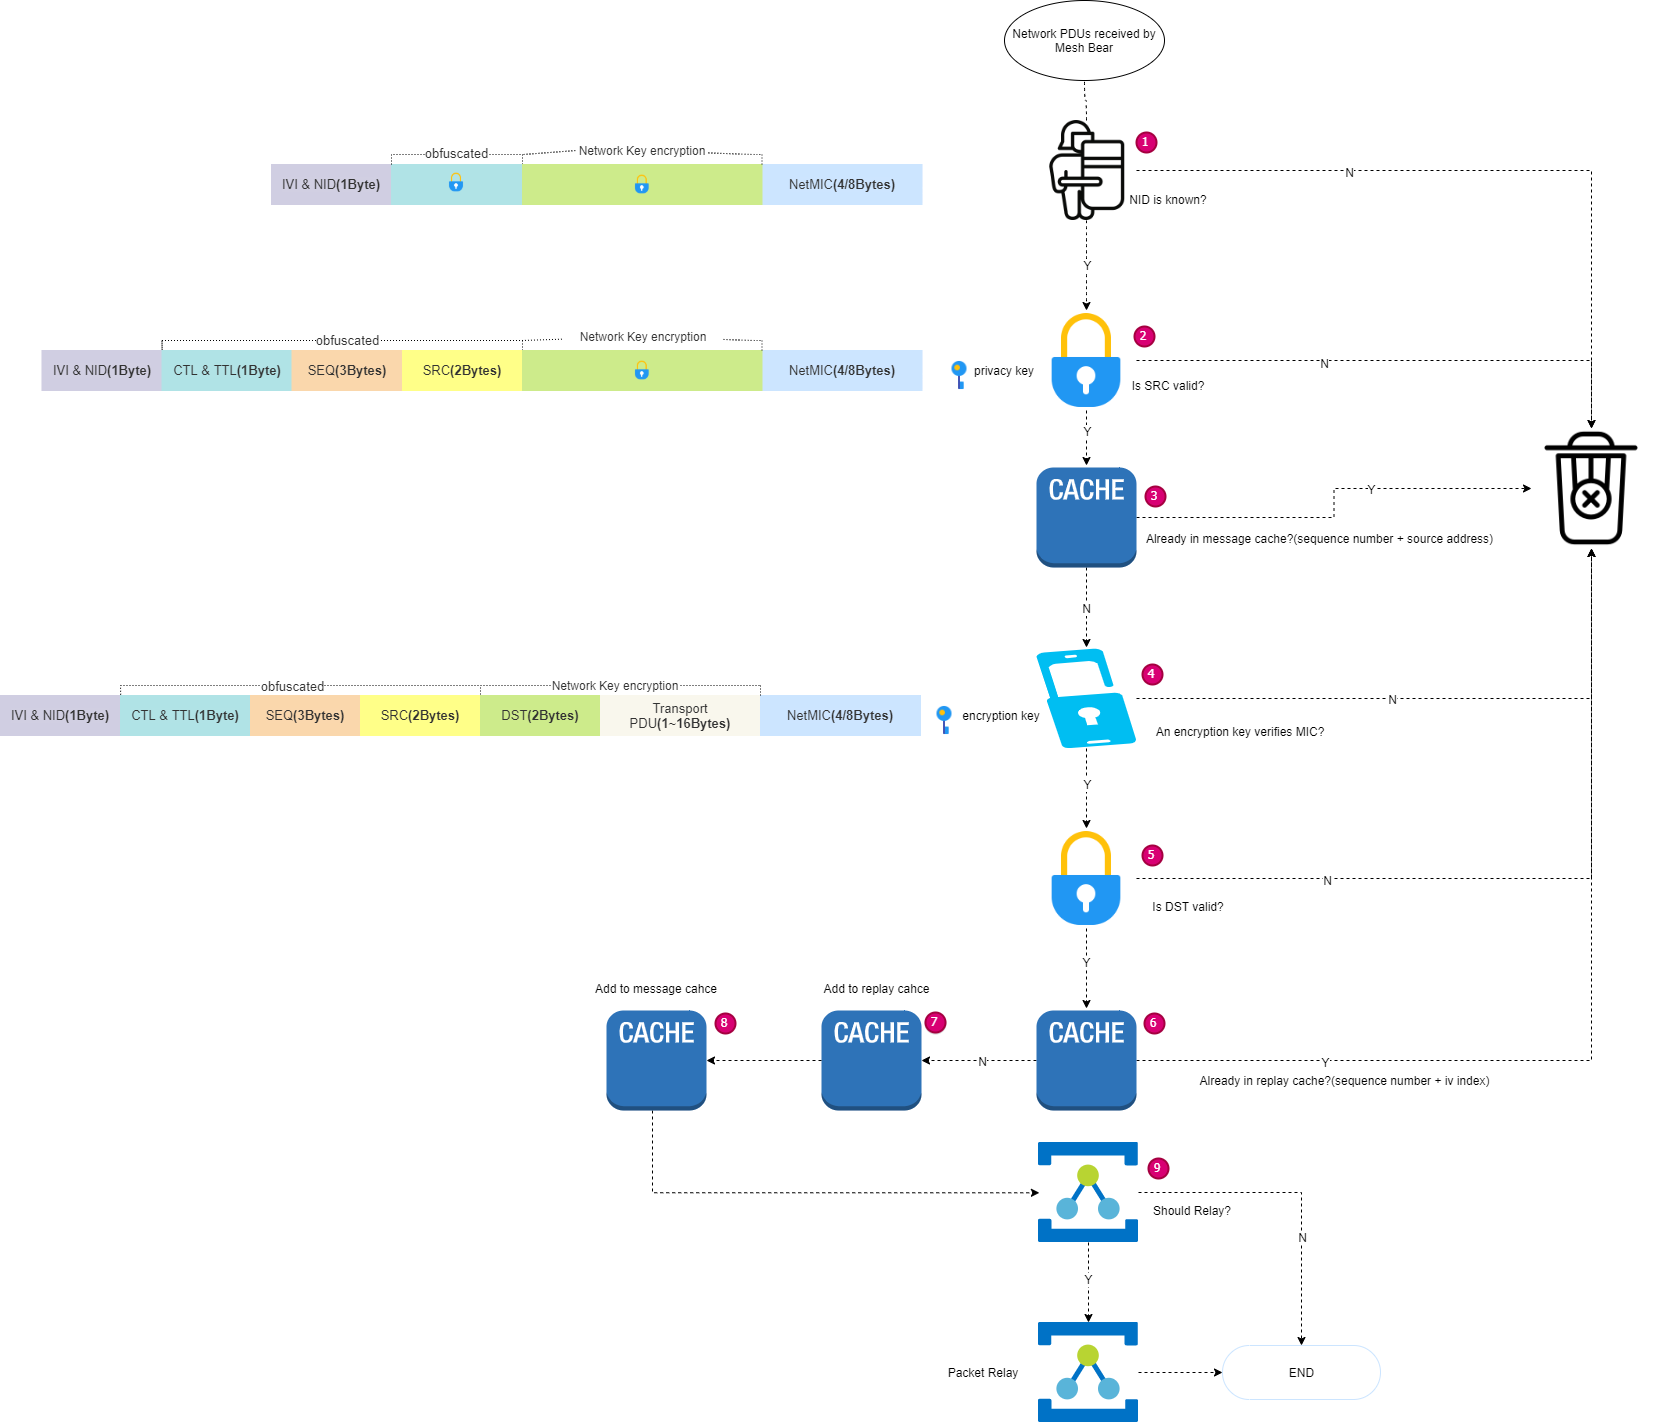 Network PDUs received by
Mesh Bear
1
obfuscated
Network Key encryption
IVI & NID(1Byte)
NetMIC(4/8Bytes)
N
NID is known?
Y
2
obfuscated
Network Key encryption
IVI & NID(1Byte)
CTL & TTL(1Byte)
SEQ(3Bytes)
SRC(2Bytes)
NetMIC(4/8Bytes)
privacy key
N
Is SRC valid?
Y
CACHE
3
Y
Already in message cache?(sequence number + source address)
N
4
obfuscated
Network Key encryption
IVI & NID(1Byte)
CTL & TTL(1Byte)
SEQ(3Bytes)
SRC(2Bytes)
DST(2Bytes)
Transport
PDU(1~16Bytes)
NetMIC(4/8Bytes)
encryption key
N
An encryption key verifies MIC?
Y
5
N
Is DST valid?
Y
Add to message cahce
Add to replay cahce
CACHE
8
CACHE
7
CACHE
6
N
Y
Already in replay cache?(sequence number + iv index)
9
Should Relay?
N
Y
Packet Relay
END